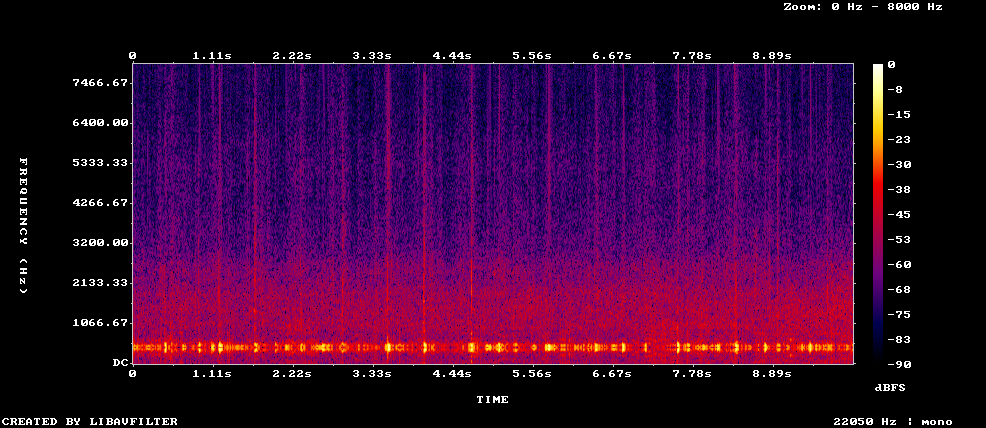 Zoom: 0 Hz - 8000 Hz
0 1.11s 2.22s 3.33s 4.44s 5.56s 6.67s 7.78s 8.89s
7466.67
6400.00
5333.33
4266.67
3200.00
2133.33
1066.67
DC
FREQUENCY (Hz)
0
-8
-15
-23
-30
-38
-45
-53
-60
-68
-75
-83
-90
dBFS
0 1.11s 2.22s 3.33s 4.44s 5.56s 6.67s 7.78s 8.89s
TIME
CREATED BY LIBAVFILTER
22050 Hz | mono